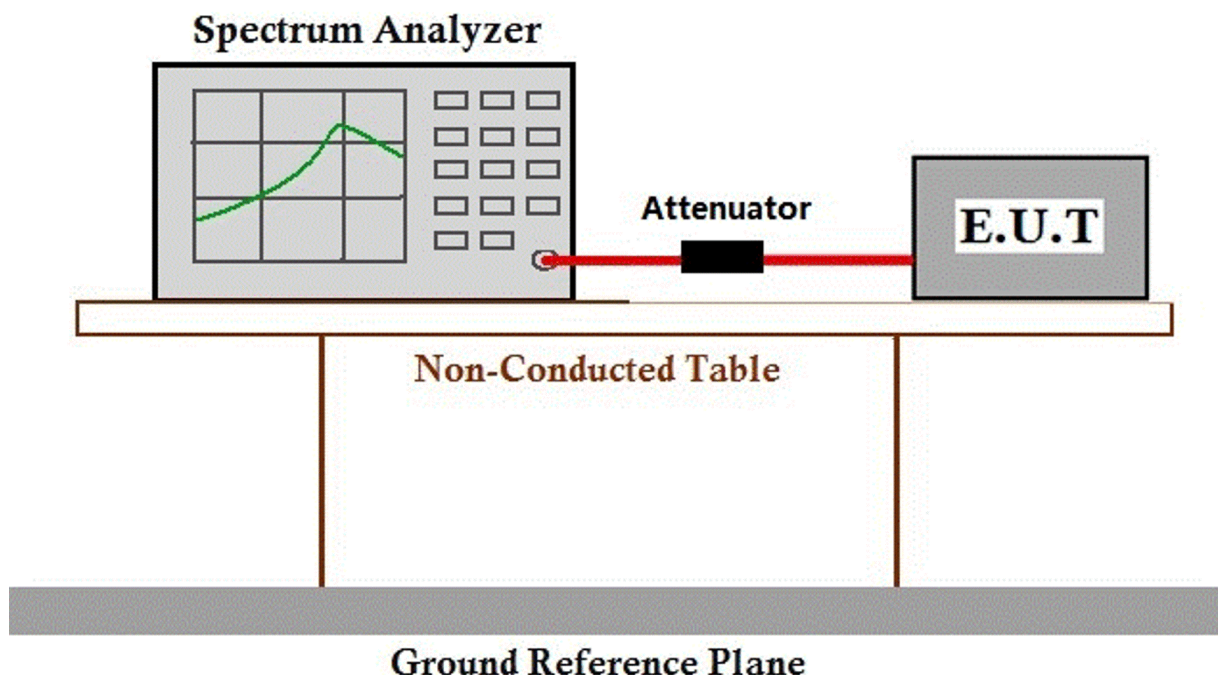 Spectrum Analyzer
Attenuator
E.U.T
Non-Conducted Table
Ground Reference Plane